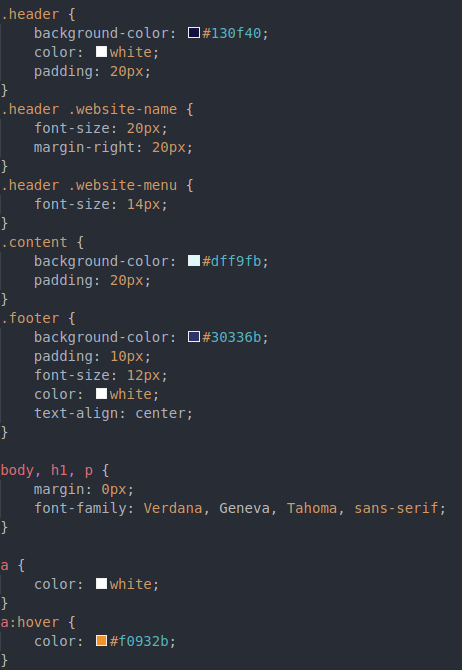 .header {
    background-color: #130f40;
    color: white;
    padding: 20px;
}
.header .website-name {
    font-size: 20px;
    margin-right: 20px;
}
.header .website-menu {
    font-size: 14px;
}
.content {
    background-color: #dff9fb;
    padding: 20px;
}
.footer {
    background-color: #30336b;
    padding: 10px;
    font-size: 12px;
    color: white;
    text-align: center;
}

body, h1, p {
    margin: 0px;
    font-family: Verdana, Geneva, Tahoma, sans-serif;
}

a {
    color: white;
}
a:hover {
    color: #f0932b;
}